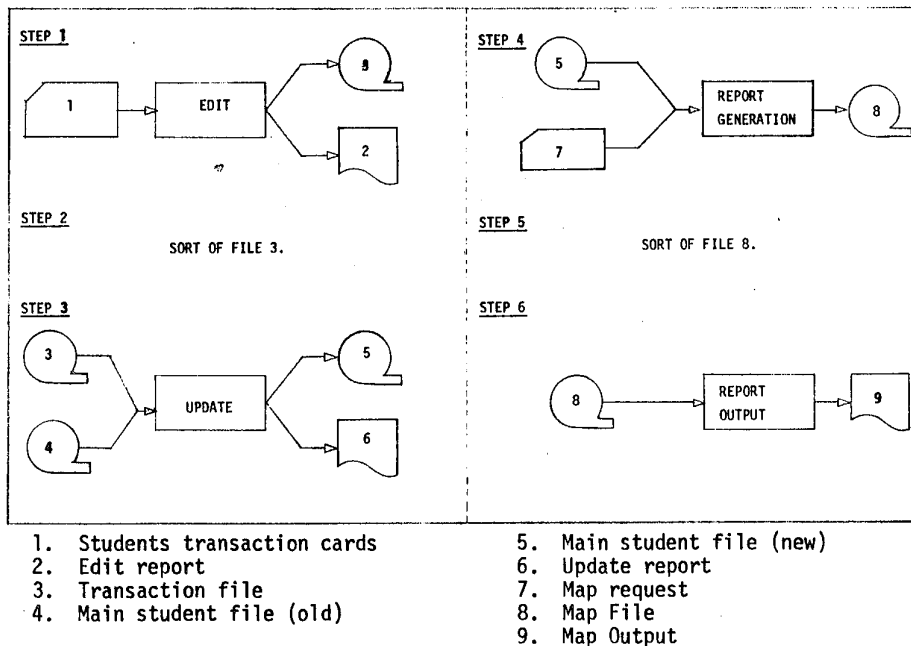 STEP 1
3
1
EDIT
2
STEP 2
SORT OF FILE 3.
STEP 3
3
5
UPDATE
4
6
STEP 4
5
REPORT
GENERATION
8
7
STEP 5
SORT OF FILE 8.
STEP 6
8
REPORT
OUTPUT
9
1. Students transaction cards
2. Edit report
3. Transaction file
4. Main student file (old)
5. Main student file (new)
6. Update report
7. Map request
8. Map File
9. Map Output